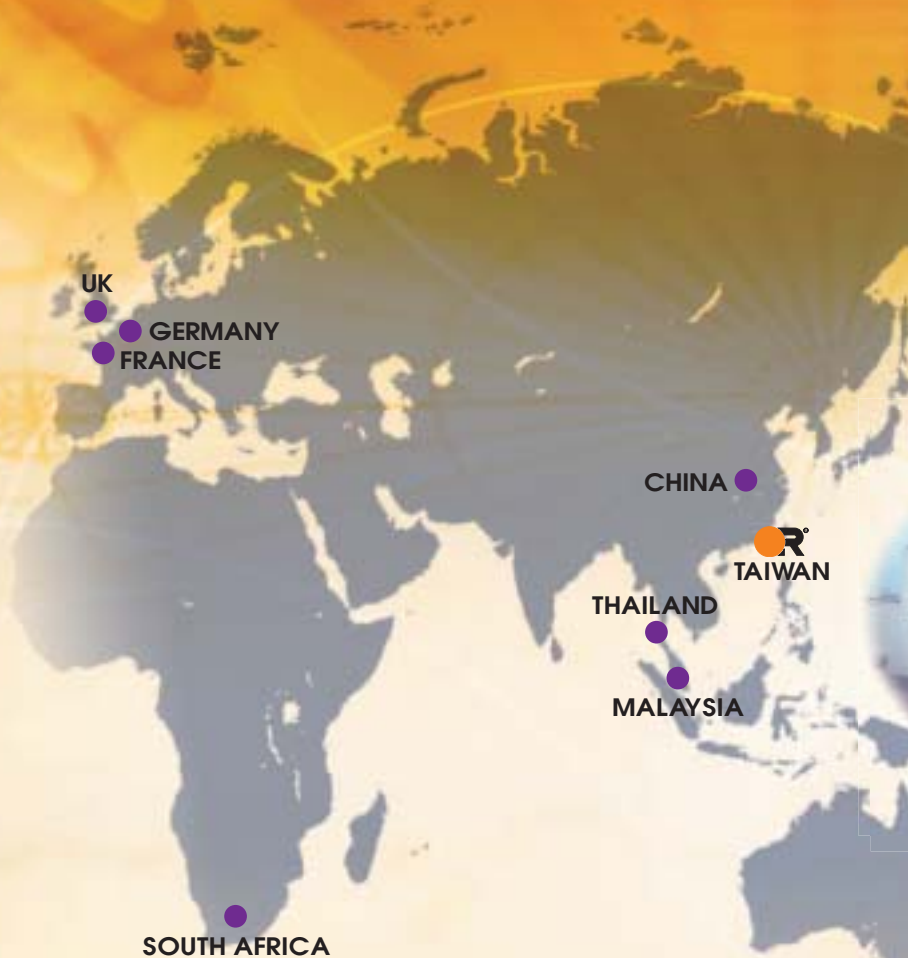 UK
GERMANY
FRANCE
CHINA
R®
TAIWAN
THAILAND
MALAYSIA
SOUTH AFRICA